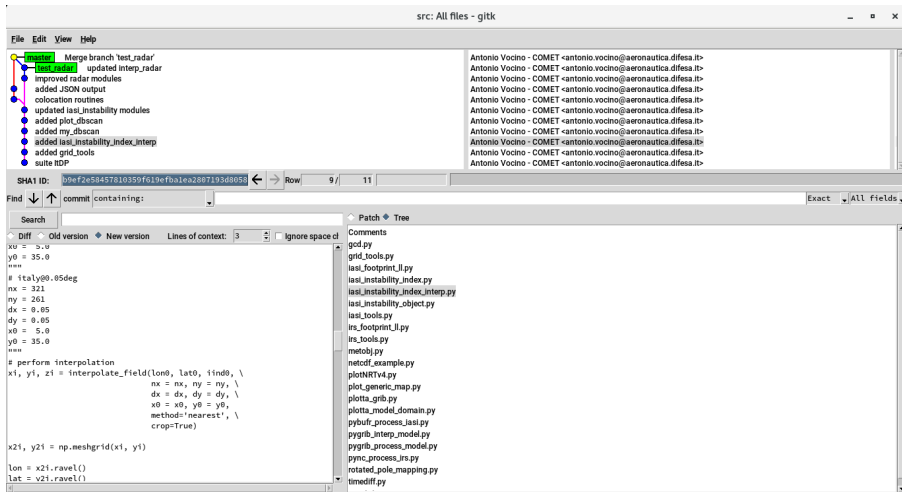 src: All files - gitk
File Edit View Help
master Merge branch 'test_radar' Antonio Vocino - COMET <antonio.vocino@aeronautica.difesa.it>
test_radar updated interp_radar Antonio Vocino - COMET <antonio.vocino@aeronautica.difesa.it>
improved radar modules Antonio Vocino - COMET <antonio.vocino@aeronautica.difesa.it>
added JSON output Antonio Vocino - COMET <antonio.vocino@aeronautica.difesa.it>
colocation routines Antonio Vocino - COMET <antonio.vocino@aeronautica.difesa.it>
updated iasi_instability modules Antonio Vocino - COMET <antonio.vocino@aeronautica.difesa.it>
added plot_dbscan Antonio Vocino - COMET <antonio.vocino@aeronautica.difesa.it>
added my_dbscan Antonio Vocino - COMET <antonio.vocino@aeronautica.difesa.it>
added iasi_instability_index_interp Antonio Vocino - COMET <antonio.vocino@aeronautica.difesa.it>
added grid_tools Antonio Vocino - COMET <antonio.vocino@aeronautica.difesa.it>
suite ItDP Antonio Vocino - COMET <antonio.vocino@aeronautica.difesa.it>
SHA1 ID: b9ef2e58457810359f619efba1ea2807193d8058 Row 9 / 11
Find commit containing: Exact All fields
Search
Diff Old version New version Lines of context: 3 Ignore space cl
x0 = 5.0
y0 = 35.0
"""
# italy@0.05deg
nx = 321
ny = 261
dx = 0.05
dy = 0.05
x0 = 5.0
y0 = 35.0
"""
# perform interpolation
xi, yi, zi = interpolate_field(lon0, lat0, iind0, \
nx = nx, ny = ny, \
dx = dx, dy = dy, \
x0 = x0, y0 = y0,
method='nearest', \
crop=True)
x2i, y2i = np.meshgrid(xi, yi)
lon = x2i.ravel()
lat = y2i.ravel()
Patch Tree
Comments
gcd.py
grid_tools.py
iasi_footprint_ll.py
iasi_instability_index.py
iasi_instability_index_interp.py
iasi_instability_object.py
iasi_tools.py
irs_footprint_ll.py
irs_tools.py
metobj.py
netcdf_example.py
plotNRTv4.py
plot_generic_map.py
plotta_grib.py
plotta_model_domain.py
pybufr_process_iasi.py
pygrib_interp_model.py
pygrib_process_model.py
pync_process_irs.py
rotated_pole_mapping.py
timediff.py